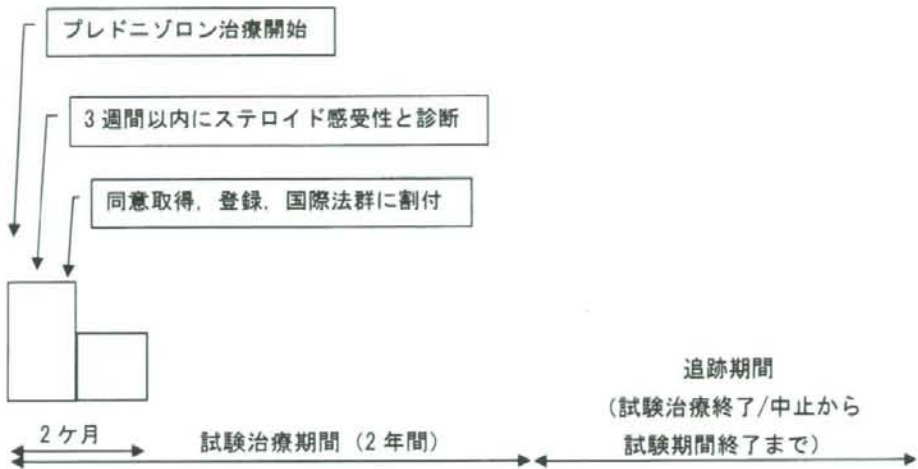 プレドニゾロン治療開始
3週間以内にステロイド感受性と診断
同意取得，登録，国際法群に割付
追跡期間
(試験治療終了/中止から
試験期間終了まで)
2ケ月
試験治療期間（2年間）